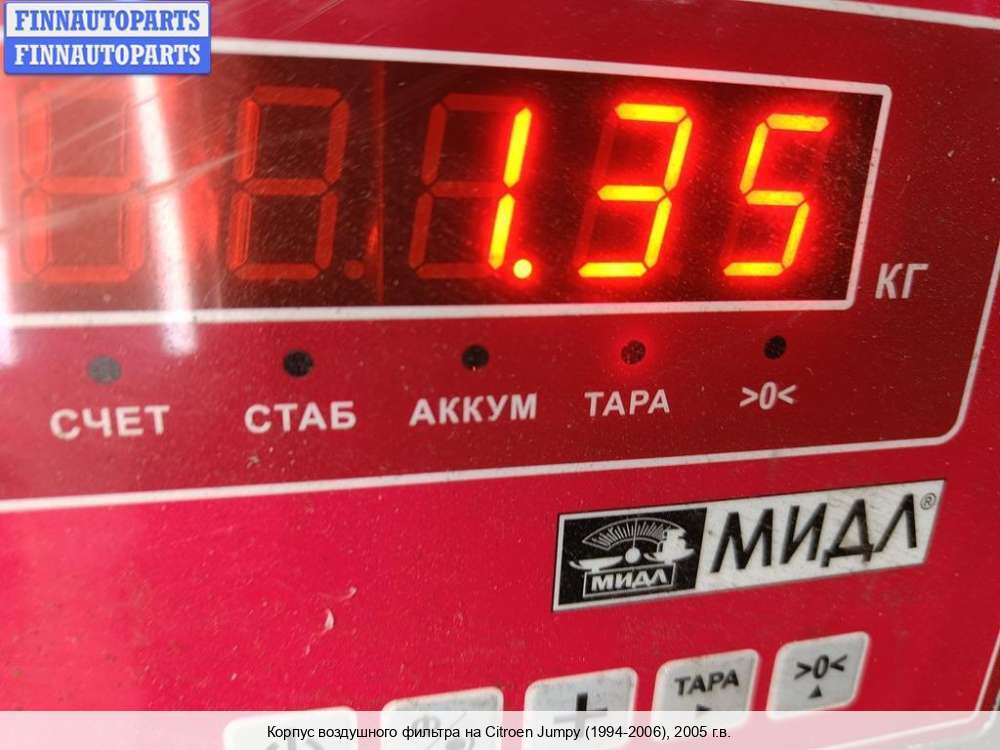 FINNAUTOPARTS
FINNAUTOPARTS
1.35
КГ
СЧЕТ СТАБ АККУМ ТАРА >0<
МИДЛ МИДЛ®
+ ТАРА >0<
Корпус воздушного фильтра на Citroen Jumpy (1994-2006), 2005 г.в.